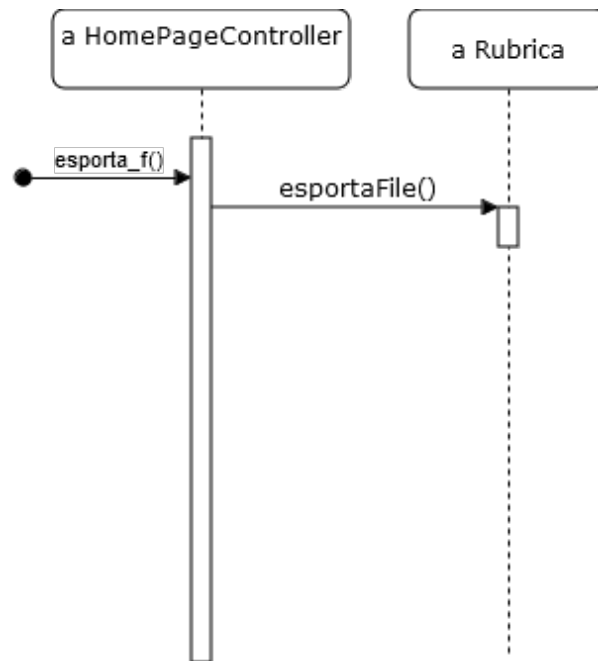 a HomePageController
a Rubrica
esporta_f()
esportaFile()